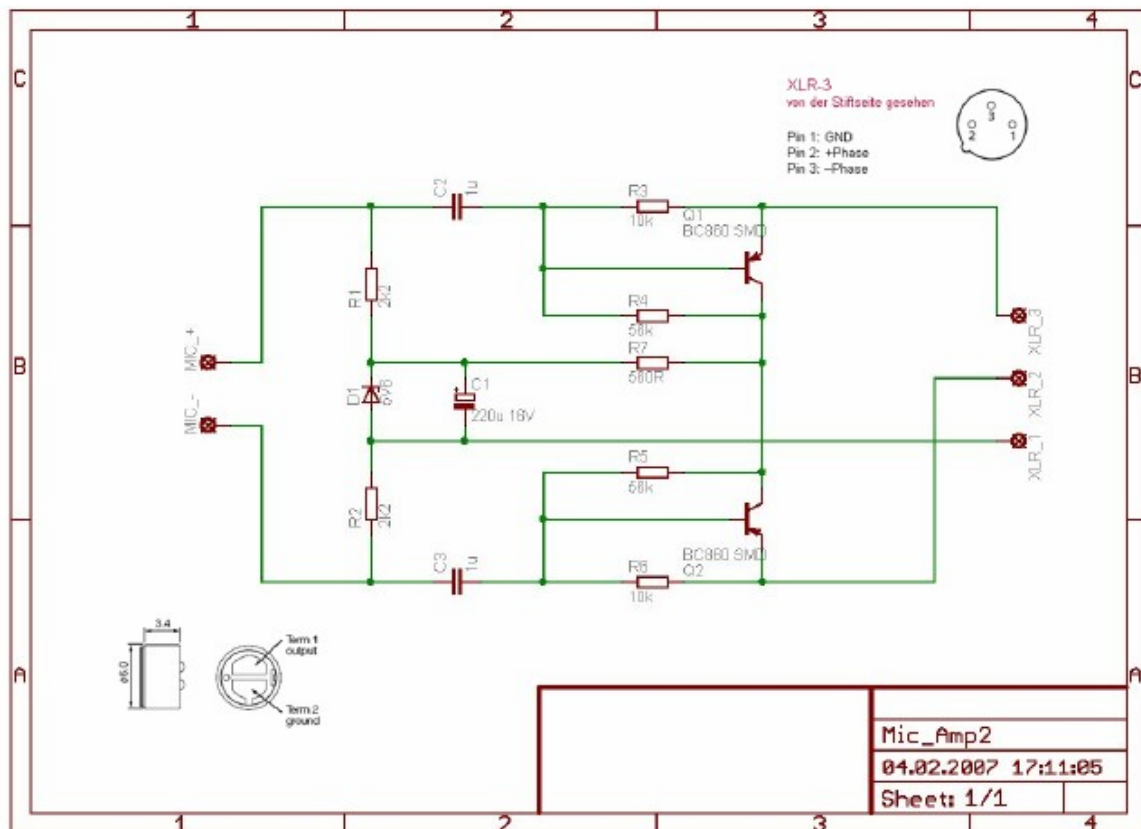 1 2 3 4
C C
XLR-3
von der Stiftseite gesehen
3
2 1
Pin 1: GND
Pin 2: +Phase
Pin 3: -Phase
C2
1u
R3
10k
Q1
BC860 SMD
R1
2k2
R4
56k
MIC_+
R7
560R
XLR_3
B B
D1
5V6
C1
+
220u 16V
XLR_2
MIC_-
XLR_1
R5
56k
R2
2k2
BC860 SMD
Q2
C3
1u
R6
10k
3.4
Term.1
output
ø6.0
Term.2
ground
A A
Mic_Amp2
04.02.2007 17:11:05
Sheet: 1/1
1 2 3 4